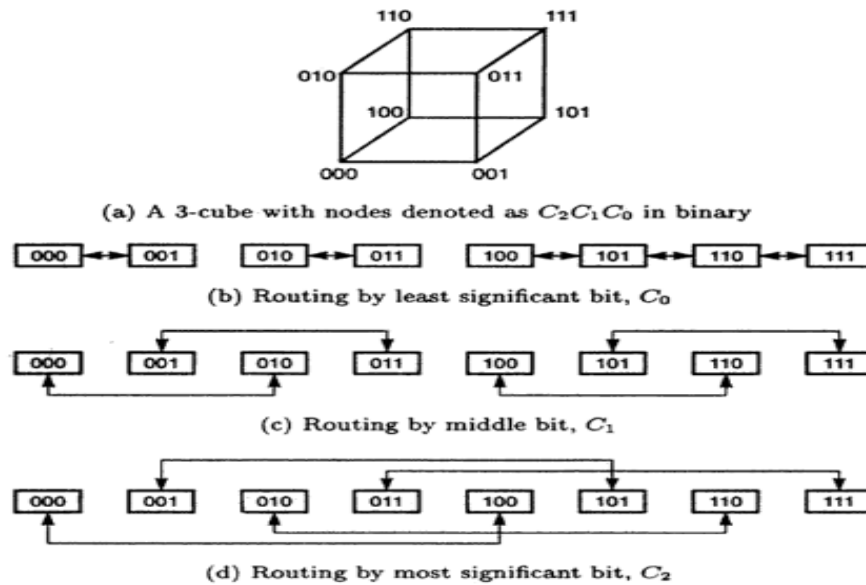 110 111
010 011
100 101
000 001
(a) A 3-cube with nodes denoted as C₂C₁C₀ in binary
000 001 010 011 100 101 110 111
(b) Routing by least significant bit, C₀
000 001 010 011 100 101 110 111
(c) Routing by middle bit, C₁
000 001 010 011 100 101 110 111
(d) Routing by most significant bit, C₂